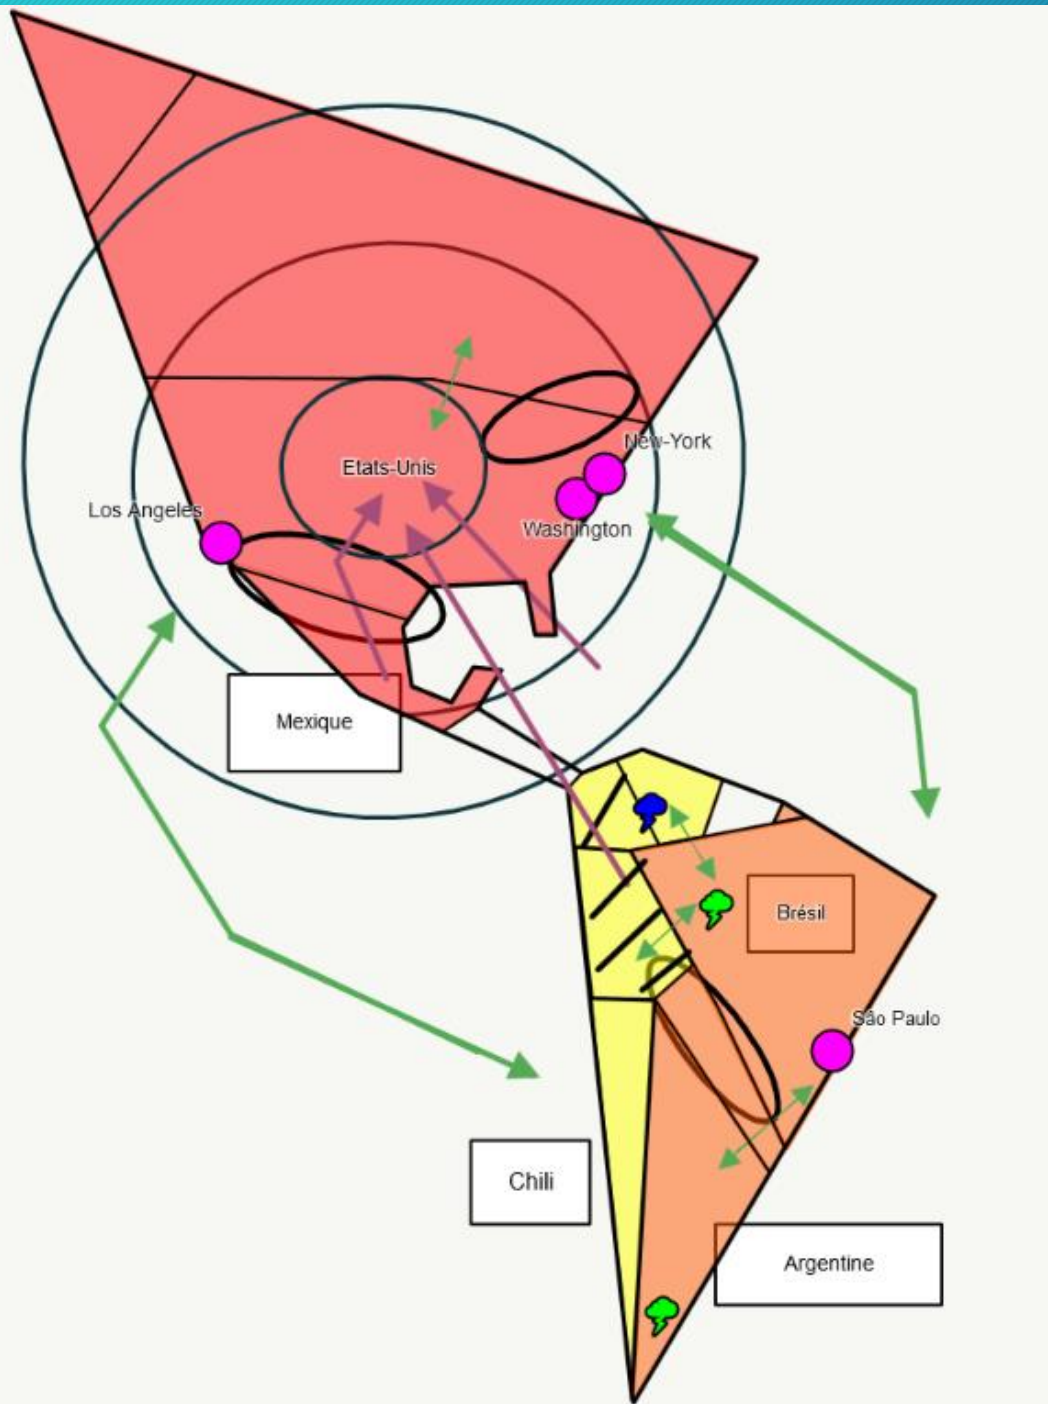 New-York
Etats-Unis
Los Angeles
Washington
Mexique
Brésil
São Paulo
Chili
Argentine